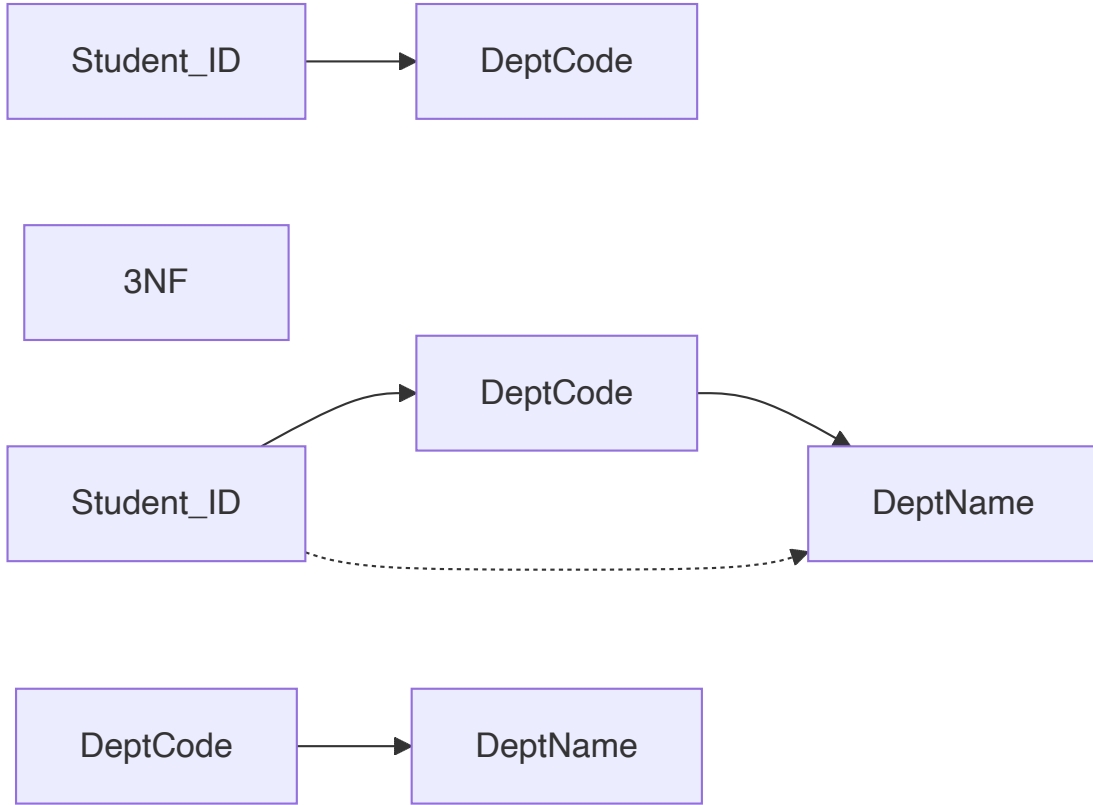 Student_ID
DeptCode
3NF
DeptCode
Student_ID
DeptName
DeptCode
DeptName